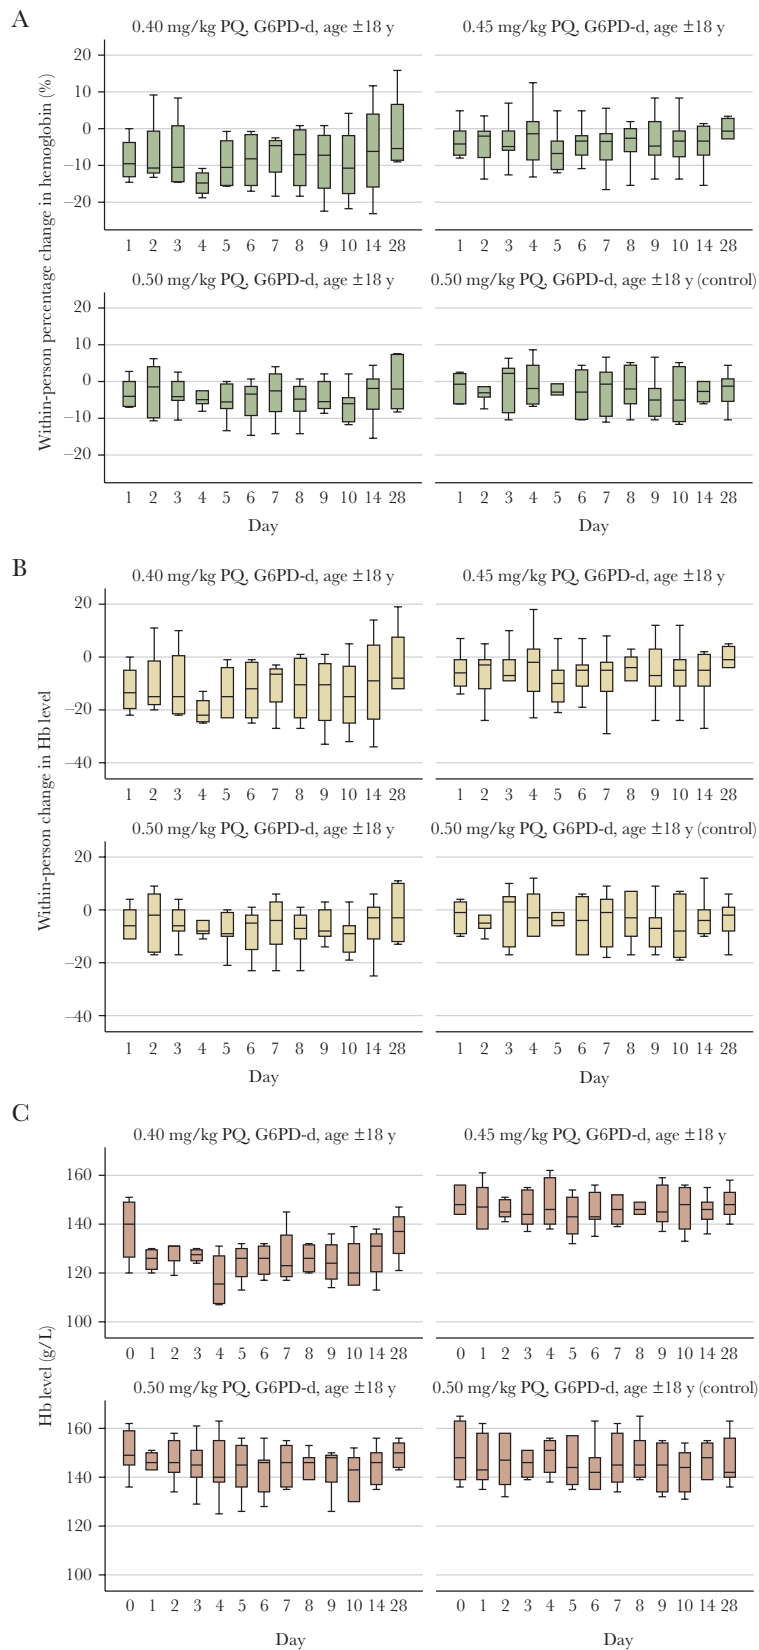 A
0.40 mg/kg PQ, G6PD-d, age ±18 y
0.45 mg/kg PQ, G6PD-d, age ±18 y
Within-person percentage change in hemoglobin (%)
20
10
0
–10
–20
1 2 3 4 5 6 7 8 9 10 14 28
1 2 3 4 5 6 7 8 9 10 14 28
0.50 mg/kg PQ, G6PD-d, age ±18 y
0.50 mg/kg PQ, G6PD-d, age ±18 y (control)
20
10
0
–10
–20
1 2 3 4 5 6 7 8 9 10 14 28
1 2 3 4 5 6 7 8 9 10 14 28
Day
Day
B
0.40 mg/kg PQ, G6PD-d, age ±18 y
0.45 mg/kg PQ, G6PD-d, age ±18 y
Within-person change in Hb level
20
0
–20
–40
1 2 3 4 5 6 7 8 9 10 14 28
1 2 3 4 5 6 7 8 9 10 14 28
0.50 mg/kg PQ, G6PD-d, age ±18 y
0.50 mg/kg PQ, G6PD-d, age ±18 y (control)
20
0
–20
–40
1 2 3 4 5 6 7 8 9 10 14 28
1 2 3 4 5 6 7 8 9 10 14 28
Day
Day
C
0.40 mg/kg PQ, G6PD-d, age ±18 y
0.45 mg/kg PQ, G6PD-d, age ±18 y
Hb level (g/L)
160
140
120
100
0 1 2 3 4 5 6 7 8 9 10 14 28
0 1 2 3 4 5 6 7 8 9 10 14 28
0.50 mg/kg PQ, G6PD-d, age ±18 y
0.50 mg/kg PQ, G6PD-d, age ±18 y (control)
160
140
120
100
0 1 2 3 4 5 6 7 8 9 10 14 28
0 1 2 3 4 5 6 7 8 9 10 14 28
Day
Day